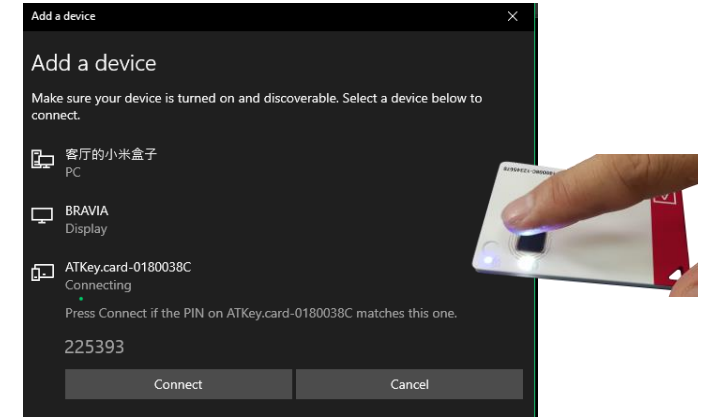 Add a device
Add a device
Make sure your device is turned on and discoverable. Select a device below to
connect.
客厅的小米盒子
PC
BRAVIA
Display
ATKey.card-0180038C
Connecting
Press Connect if the PIN on ATKey.card-0180038C matches this one.
225393
Connect
Cancel